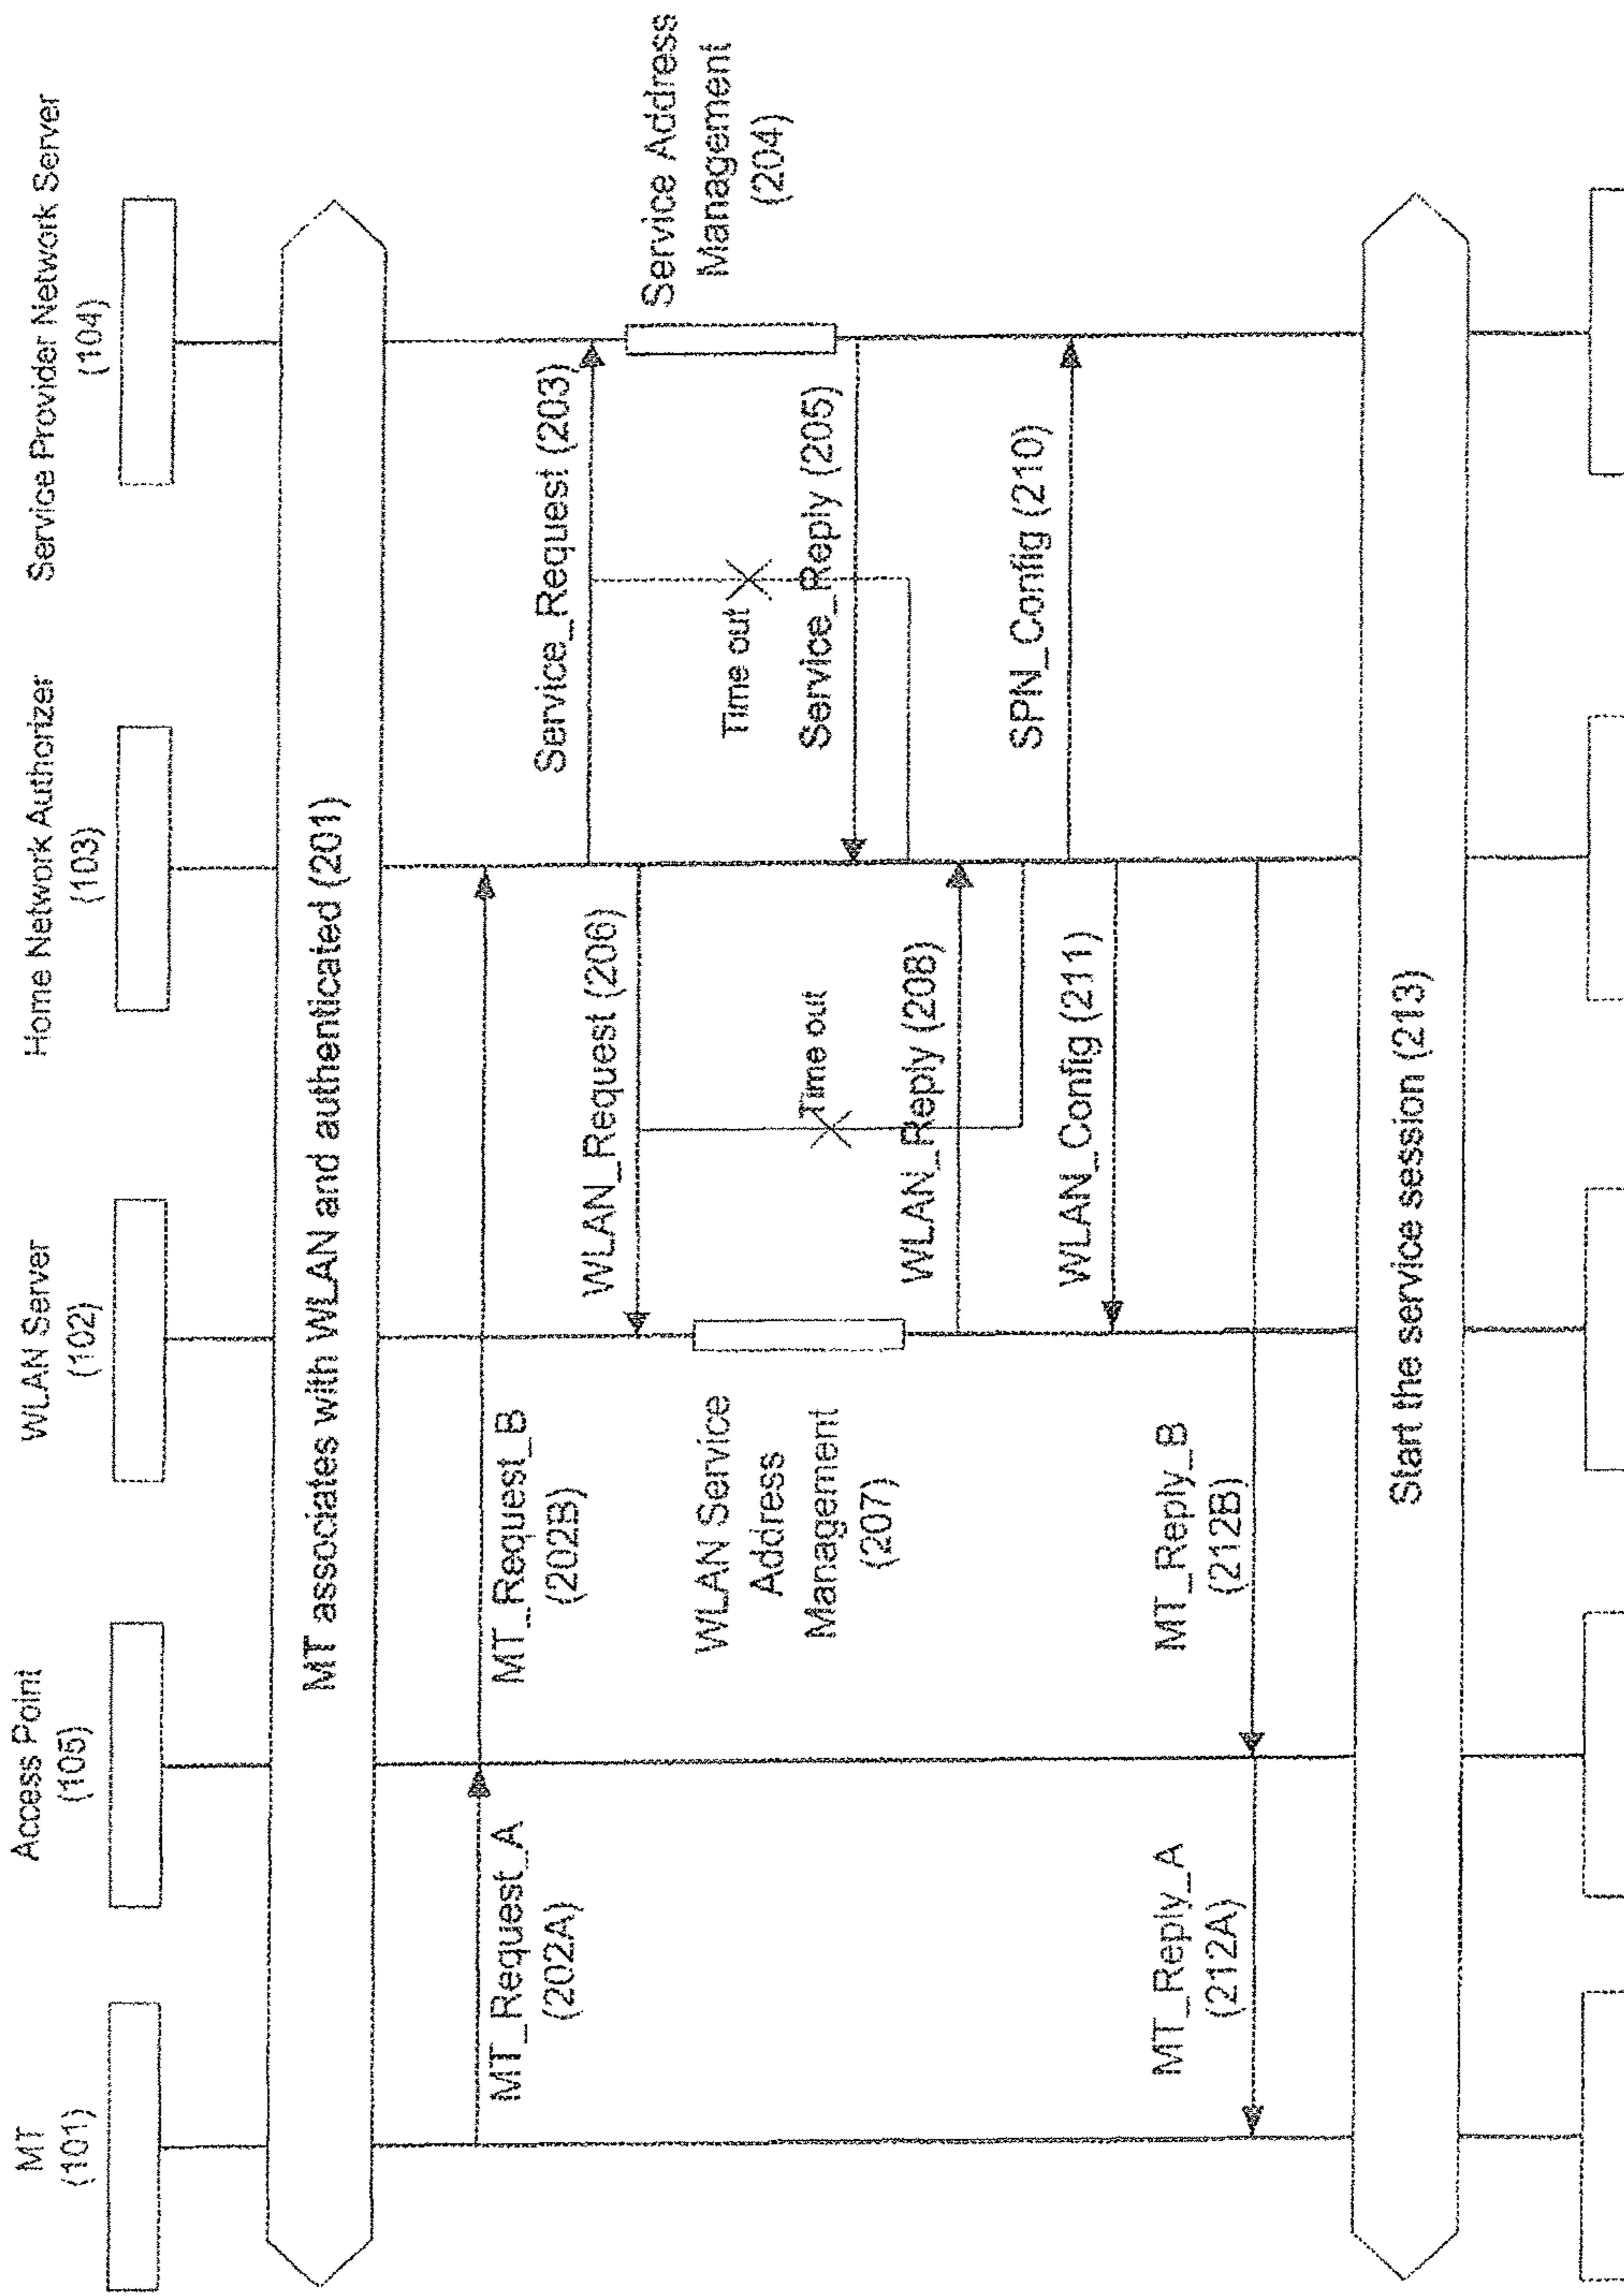 MT
(101)
Access Point
(105)
WLAN Server
(102)
Home Network Authorizer
(103)
Service Provider Network Server
(104)
MT associates with WLAN and authenticated (201)
MT_Request_A
(202A)
MT_Request_B
(202B)
Service_Request (203)
WLAN_Request (206)
Service Address
Management
(204)
Time out
Service_Reply (205)
WLAN Service
Address
Management
(207)
Time out
WLAN_Reply (208)
SPN_Config (210)
WLAN_Config (211)
MT_Reply_B
(212B)
MT_Reply_A
(212A)
Start the service session (213)